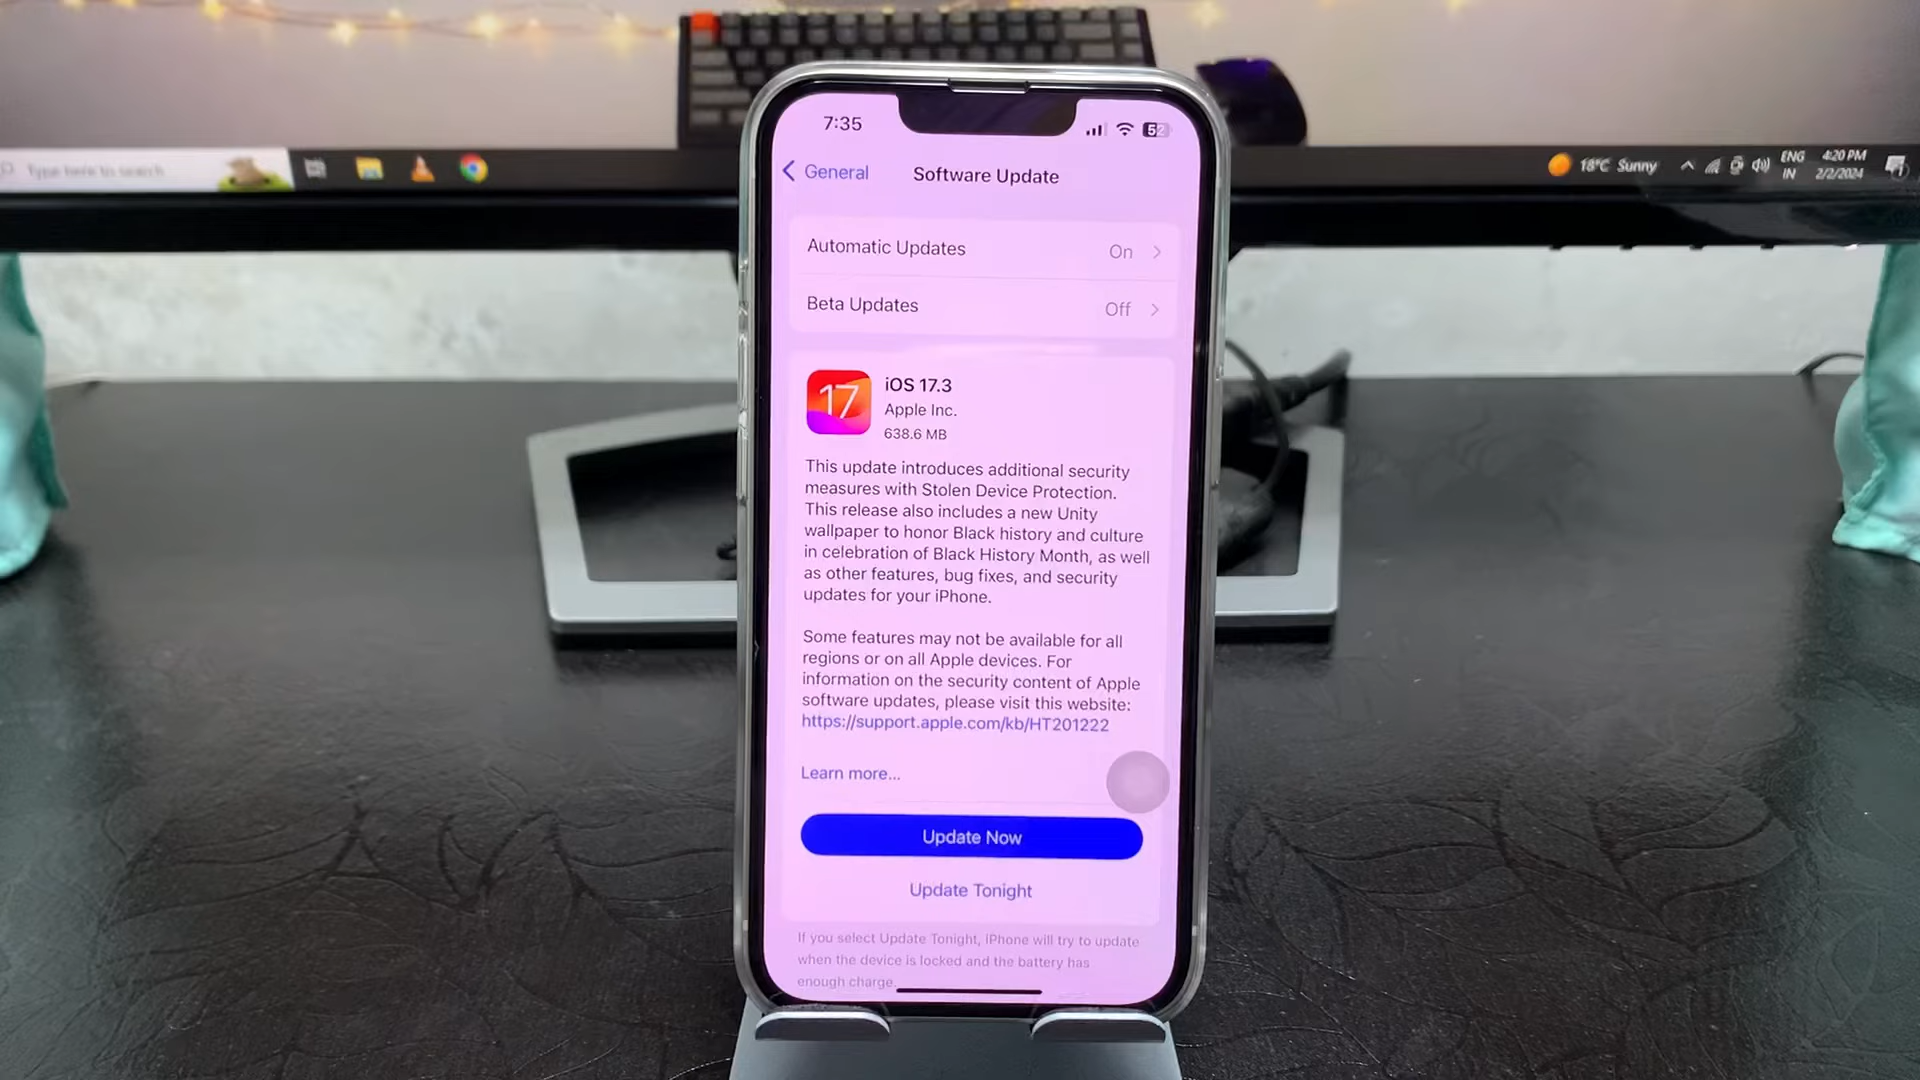 Type here to search
18°C Sunny
ENG
IN
4:20 PM
2/2/2024
7:35
52
General
Software Update
Automatic Updates
On
Beta Updates
Off
17
iOS 17.3
Apple Inc.
638.6 MB
This update introduces additional security
measures with Stolen Device Protection.
This release also includes a new Unity
wallpaper to honor Black history and culture
in celebration of Black History Month, as well
as other features, bug fixes, and security
updates for your iPhone.
Some features may not be available for all
regions or on all Apple devices. For
information on the security content of Apple
software updates, please visit this website:
https://support.apple.com/kb/HT201222
Learn more...
Update Now
Update Tonight
If you select Update Tonight, iPhone will try to update
when the device is locked and the battery has
enough charge.